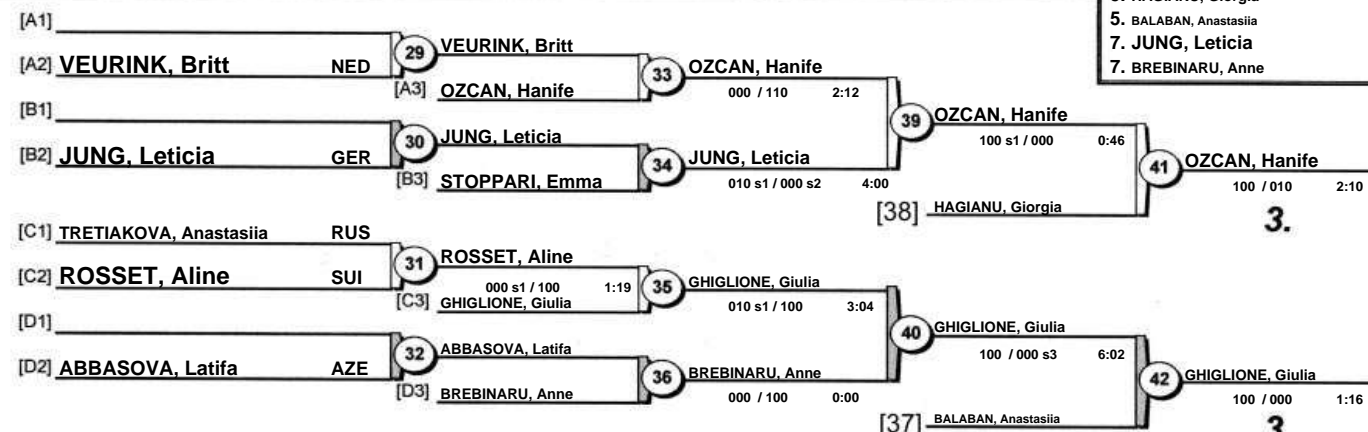 5. BALABAN, Anastasiia
7. JUNG, Leticia
7. BREBINARU, Anne
[A1]
[A2] VEURINK, Britt NED
29
VEURINK, Britt
[A3] OZCAN, Hanife
33
OZCAN, Hanife
000 / 110 2:12
[B1]
[B2] JUNG, Leticia GER
30
JUNG, Leticia
[B3] STOPPARI, Emma
34
JUNG, Leticia
010 s1 / 000 s2 4:00
39
OZCAN, Hanife
100 s1 / 000 0:46
[38] HAGIANU, Giorgia
41
OZCAN, Hanife
100 / 010 2:10
3.
[C1] TRETIAKOVA, Anastasiia RUS
[C2] ROSSET, Aline SUI
31
ROSSET, Aline
000 s1 / 100 1:19
[C3] GHIGLIONE, Giulia
35
GHIGLIONE, Giulia
010 s1 / 100 3:04
[D1]
[D2] ABBASOVA, Latifa AZE
32
ABBASOVA, Latifa
[D3] BREBINARU, Anne
36
BREBINARU, Anne
000 / 100 0:00
40
GHIGLIONE, Giulia
100 / 000 s3 6:02
[37] BALABAN, Anastasiia
42
GHIGLIONE, Giulia
100 / 000 1:16
3